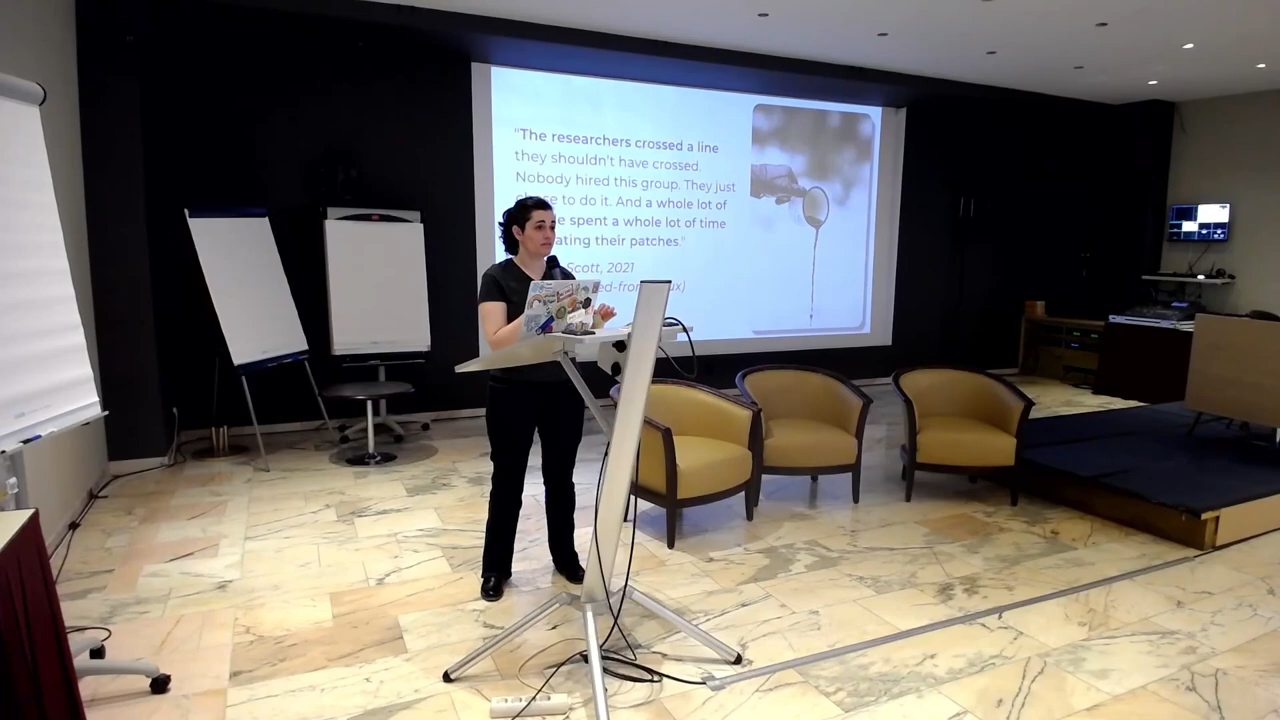 "The researchers crossed a line
they shouldn't have crossed.
Nobody hired this group. They just
to do it. And a whole lot of
spent a whole lot of time
their patches."
Scott, 2021